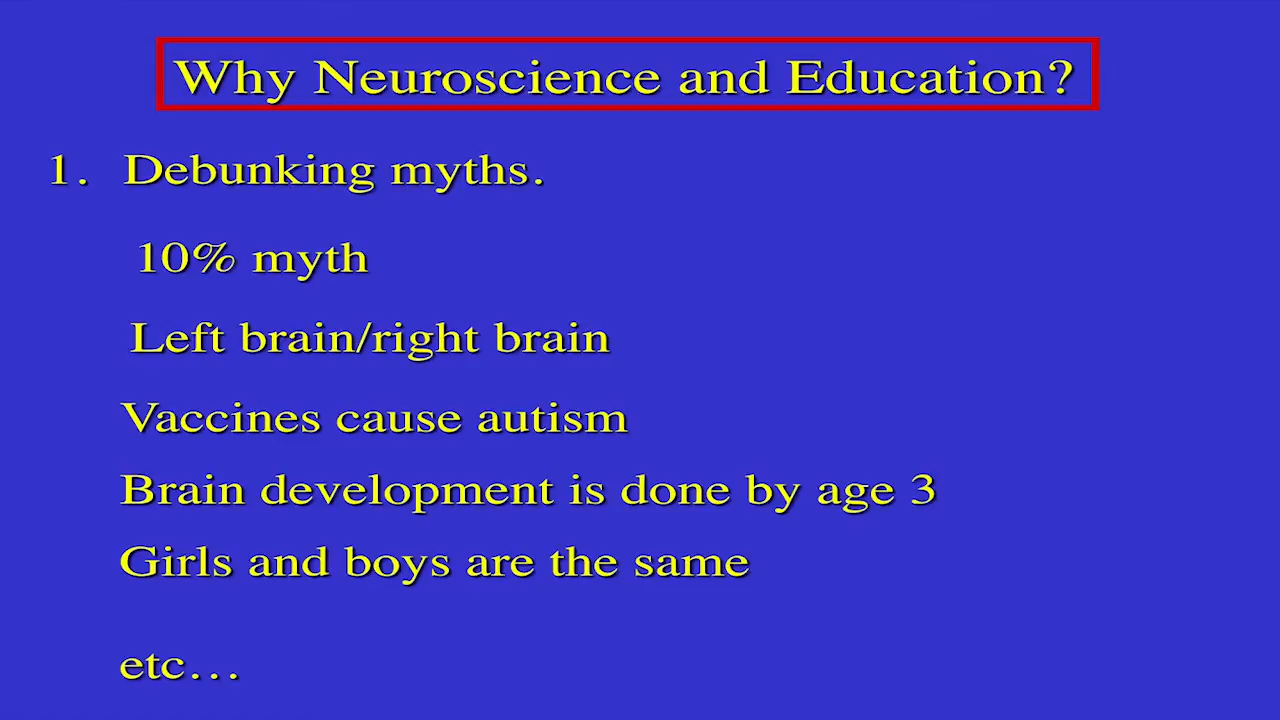 Why Neuroscience and Education?
1. Debunking myths.
10% myth
Left brain/right brain
Vaccines cause autism
Brain development is done by age 3
Girls and boys are the same
etc…